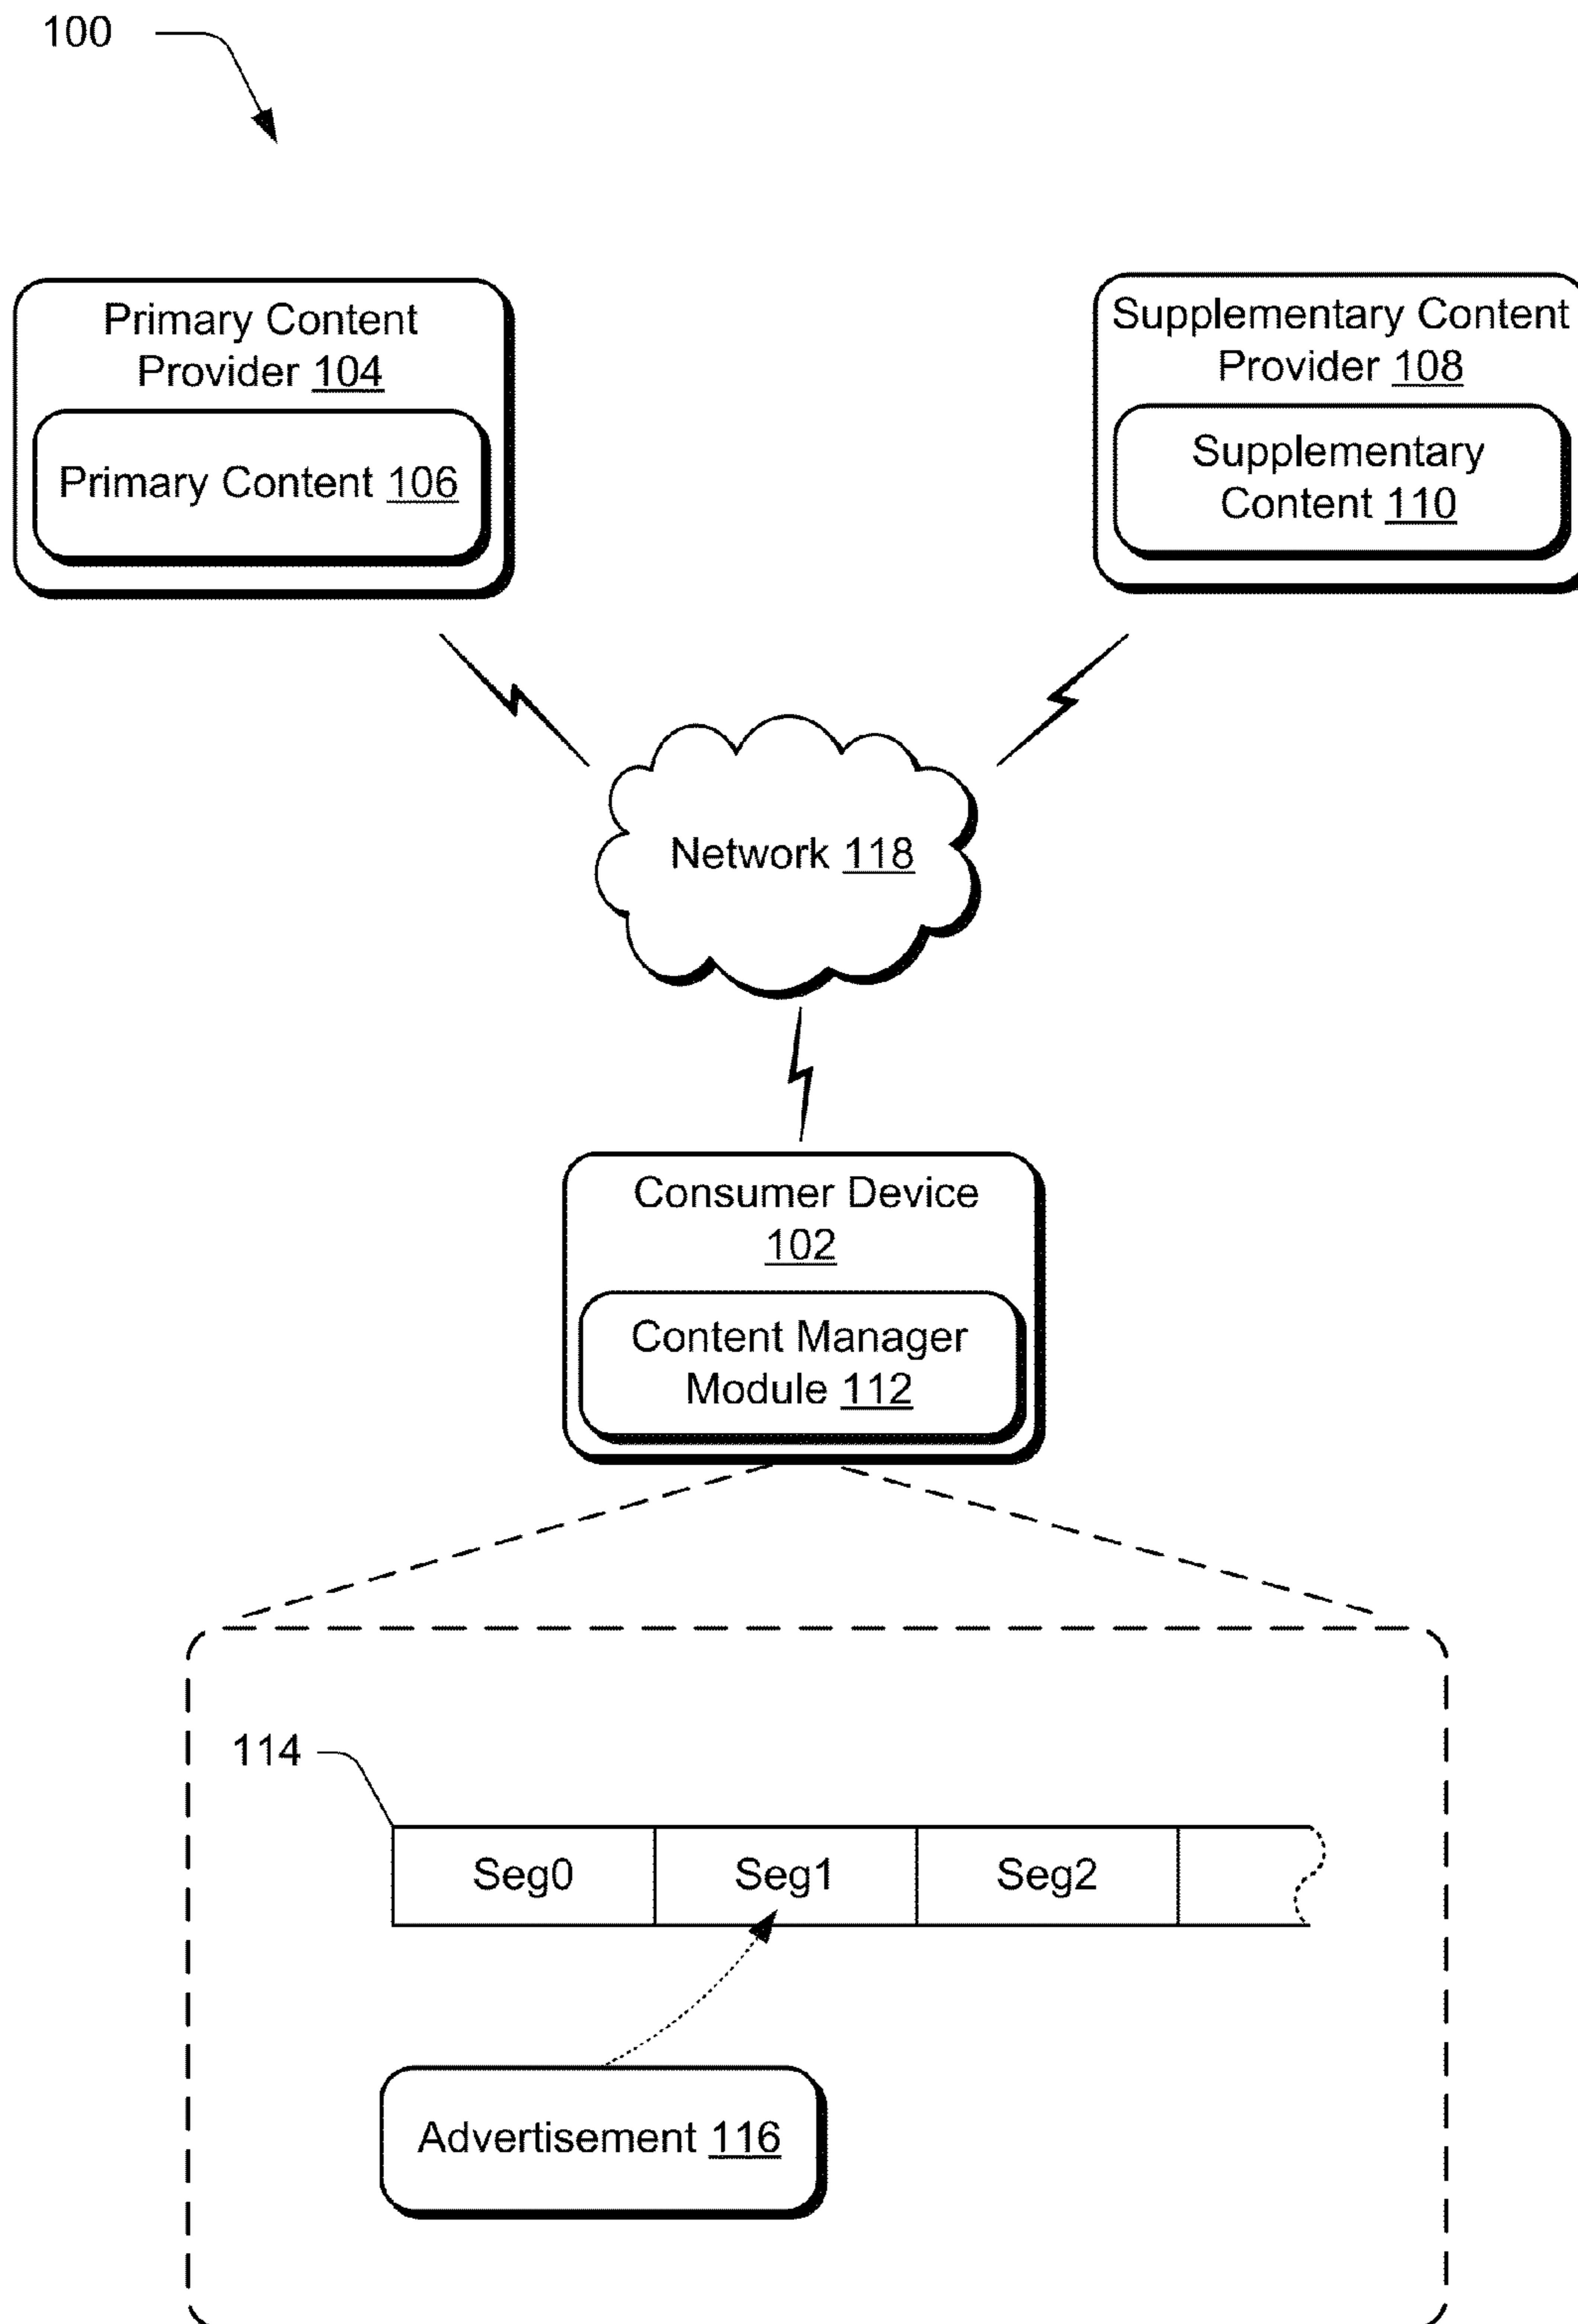 100
Primary Content
Provider 104
Primary Content 106
Supplementary Content
Provider 108
Supplementary
Content 110
Network 118
Consumer Device
102
Content Manager
Module 112
114
Seg0
Seg1
Seg2
Advertisement 116